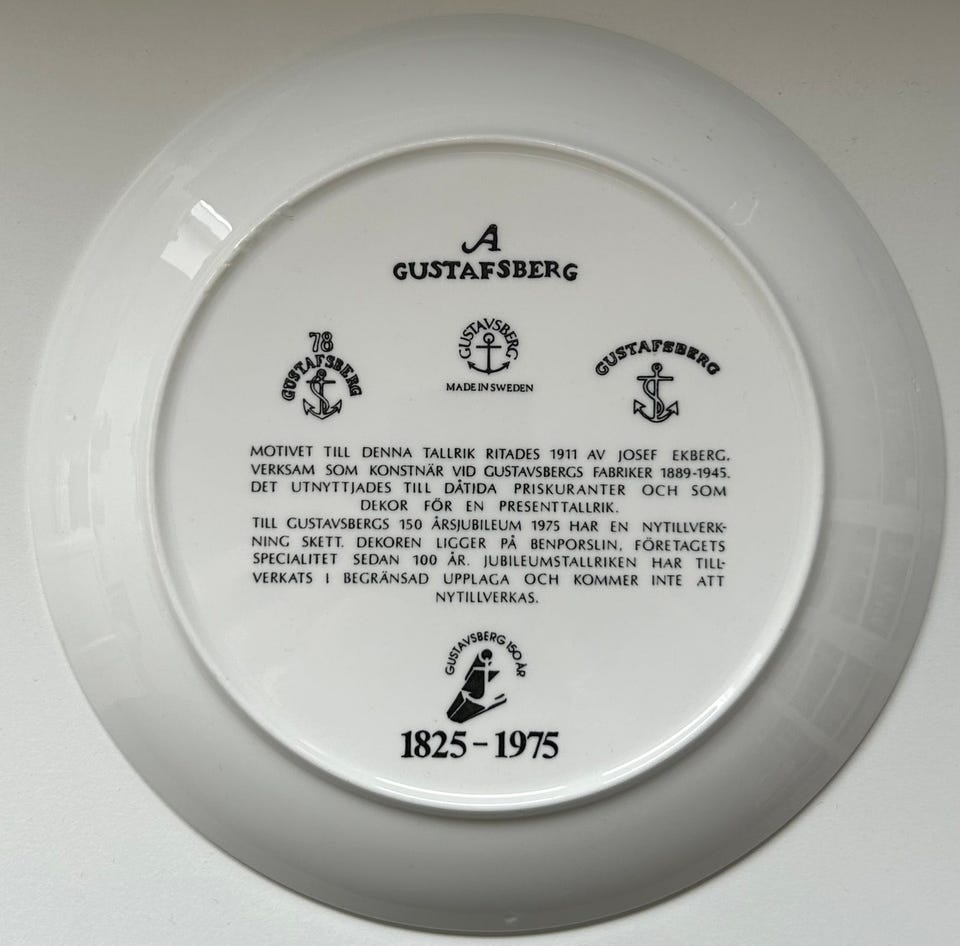 A
GUSTAFSBERG
78
GUSTAFSBERG
GUSTAVSBERG
MADE IN SWEDEN
GUSTAFSBERG
MOTIVET TILL DENNA TALLRIK RITADES 1911 AV JOSEF EKBERG,
VERKSAM SOM KONSTNÄR VID GUSTAVSBERGS FABRIKER 1889-1945.
DET UTNYTTJADES TILL DÅTIDA PRISKURANTER OCH SOM
DEKOR FÖR EN PRESENTTALLRIK.
TILL GUSTAVSBERGS 150 ÅRSJUBILEUM 1975 HAR EN NYTILLVERK-
NING SKETT. DEKOREN LIGGER PÅ BENPORSLIN, FÖRETAGETS
SPECIALITET SEDAN 100 ÅR. JUBILEUMSTALLRIKEN HAR TILL-
VERKATS I BEGRÄNSAD UPPLAGA OCH KOMMER INTE ATT
NYTILLVERKAS.
GUSTAVSBERG 150 ÅR
1825-1975